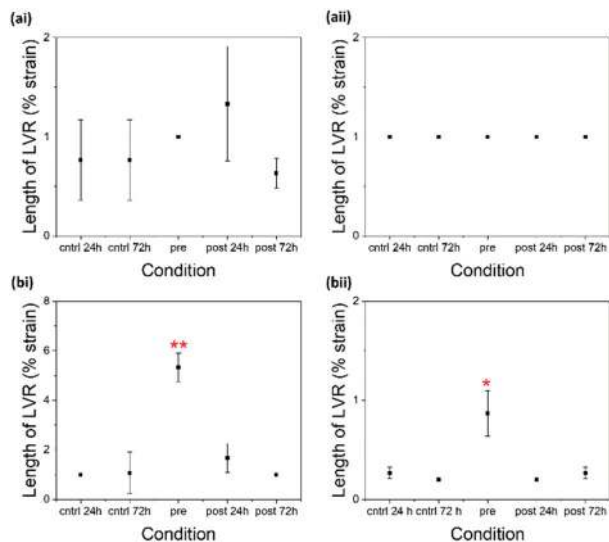 (ai)
Length of LVR (% strain)
2
1
0
cntrl 24h cntrl 72h pre post 24h post 72h
Condition
(aii)
Length of LVR (% strain)
2
1
0
cntrl 24h cntrl 72h pre post 24h post 72h
Condition
(bi)
Length of LVR (% strain)
8
6
4
2
0
**
cntrl 24h cntrl 72h pre post 24h post 72h
Condition
(bii)
Length of LVR (% strain)
2
1
0
*
cntrl 24 h cntrl 72 h pre post 24h post 72h
Condition